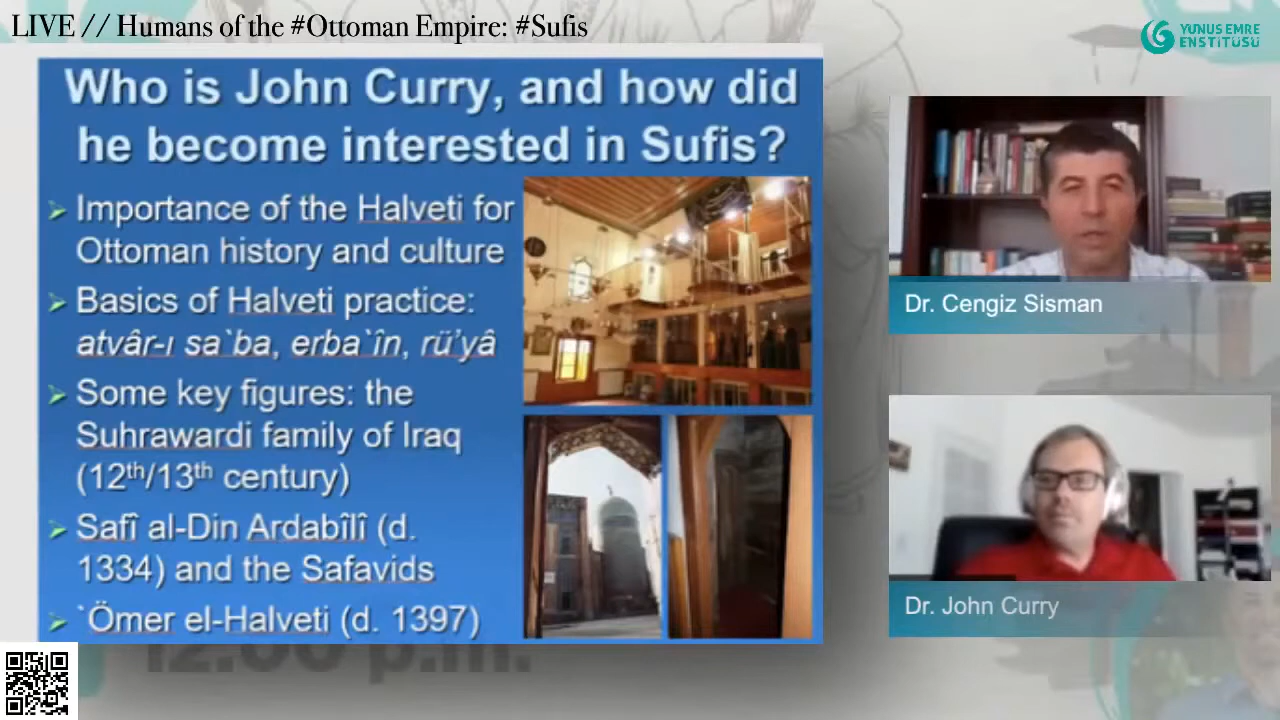 LIVE // Humans of the #Ottoman Empire: #Sufis
YUNUS EMRE
ENSTİTÜSÜ
Who is John Curry, and how did
he become interested in Sufis?
Importance of the Halveti for
Ottoman history and culture
Basics of Halveti practice:
atvâr-ı sa`ba, erba`în, rü'yâ
Some key figures: the
Suhrawardi family of Iraq
(12th/13th century)
Safî al-Din Ardabîlî (d.
1334) and the Safavids
`Ömer el-Halveti (d. 1397)
Dr. Cengiz Sisman
Dr. John Curry
12:00 p.m.